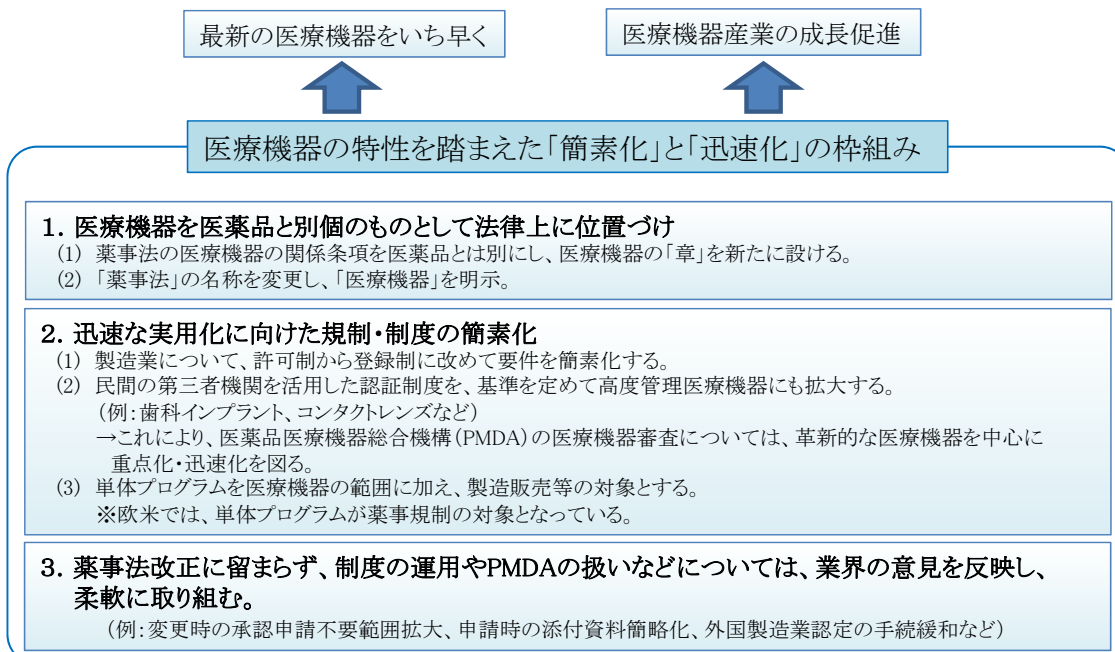 最新の医療機器をいち早く
医療機器産業の成長促進
医療機器の特性を踏まえた「簡素化」と「迅速化」の枠組み
1．医療機器を医薬品と別個のものとして法律上に位置づけ
(1) 薬事法の医療機器の関係条項を医薬品とは別にし、医療機器の「章」を新たに設ける。
(2) 「薬事法」の名称を変更し、「医療機器」を明示。
2．迅速な実用化に向けた規制・制度の簡素化
(1) 製造業について、許可制から登録制に改めて要件を簡素化する。
(2) 民間の第三者機関を活用した認証制度を、基準を定めて高度管理医療機器にも拡大する。
（例：歯科インプラント、コンタクトレンズなど）
→これにより、医薬品医療機器総合機構（PMDA）の医療機器審査については、革新的な医療機器を中心に
重点化・迅速化を図る。
(3) 単体プログラムを医療機器の範囲に加え、製造販売等の対象とする。
※欧米では、単体プログラムが薬事規制の対象となっている。
3．薬事法改正に留まらず、制度の運用やPMDAの扱いなどについては、業界の意見を反映し、
柔軟に取り組む。
（例：変更時の承認申請不要範囲拡大、申請時の添付資料簡略化、外国製造業認定の手続緩和など）